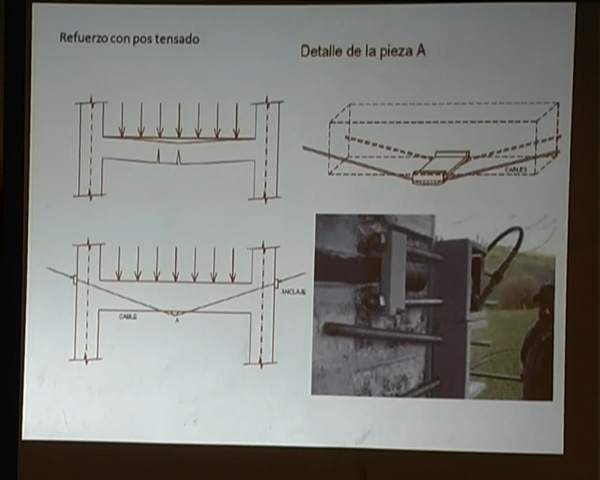 Refuerzo con pos tensado
Detalle de la pieza A
CABLES
ANCLAJE
CABLE
A